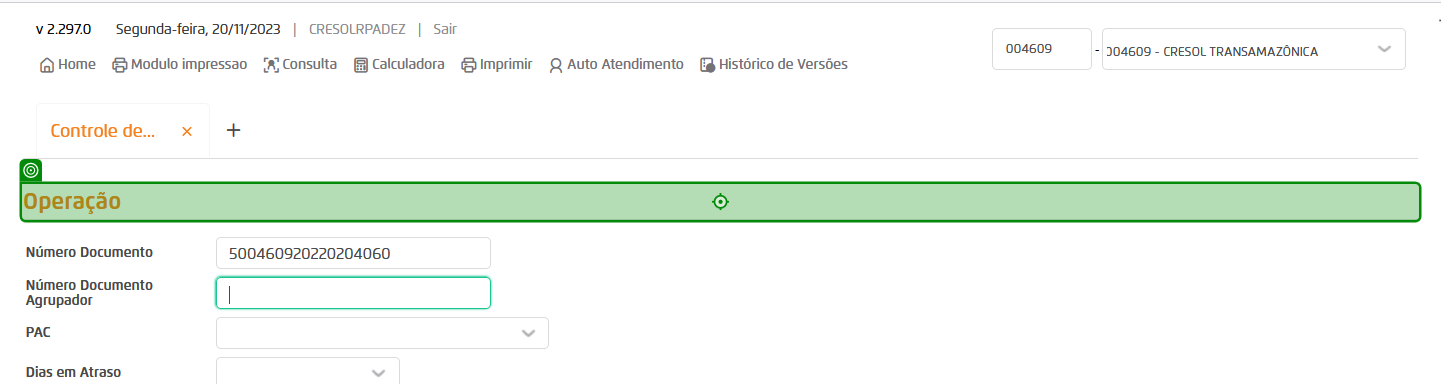 v 2.297.0 Segunda-feira, 20/11/2023 | CRESOLRPADEZ | Sair
004609 - 004609 - CRESOL TRANSAMAZÔNICA
Home Modulo impressao Consulta Calculadora Imprimir Auto Atendimento Histórico de Versões
Controle de... × +
Operação
Número Documento 500460920220204060
Número Documento
Agrupador
PAC
Dias em Atraso